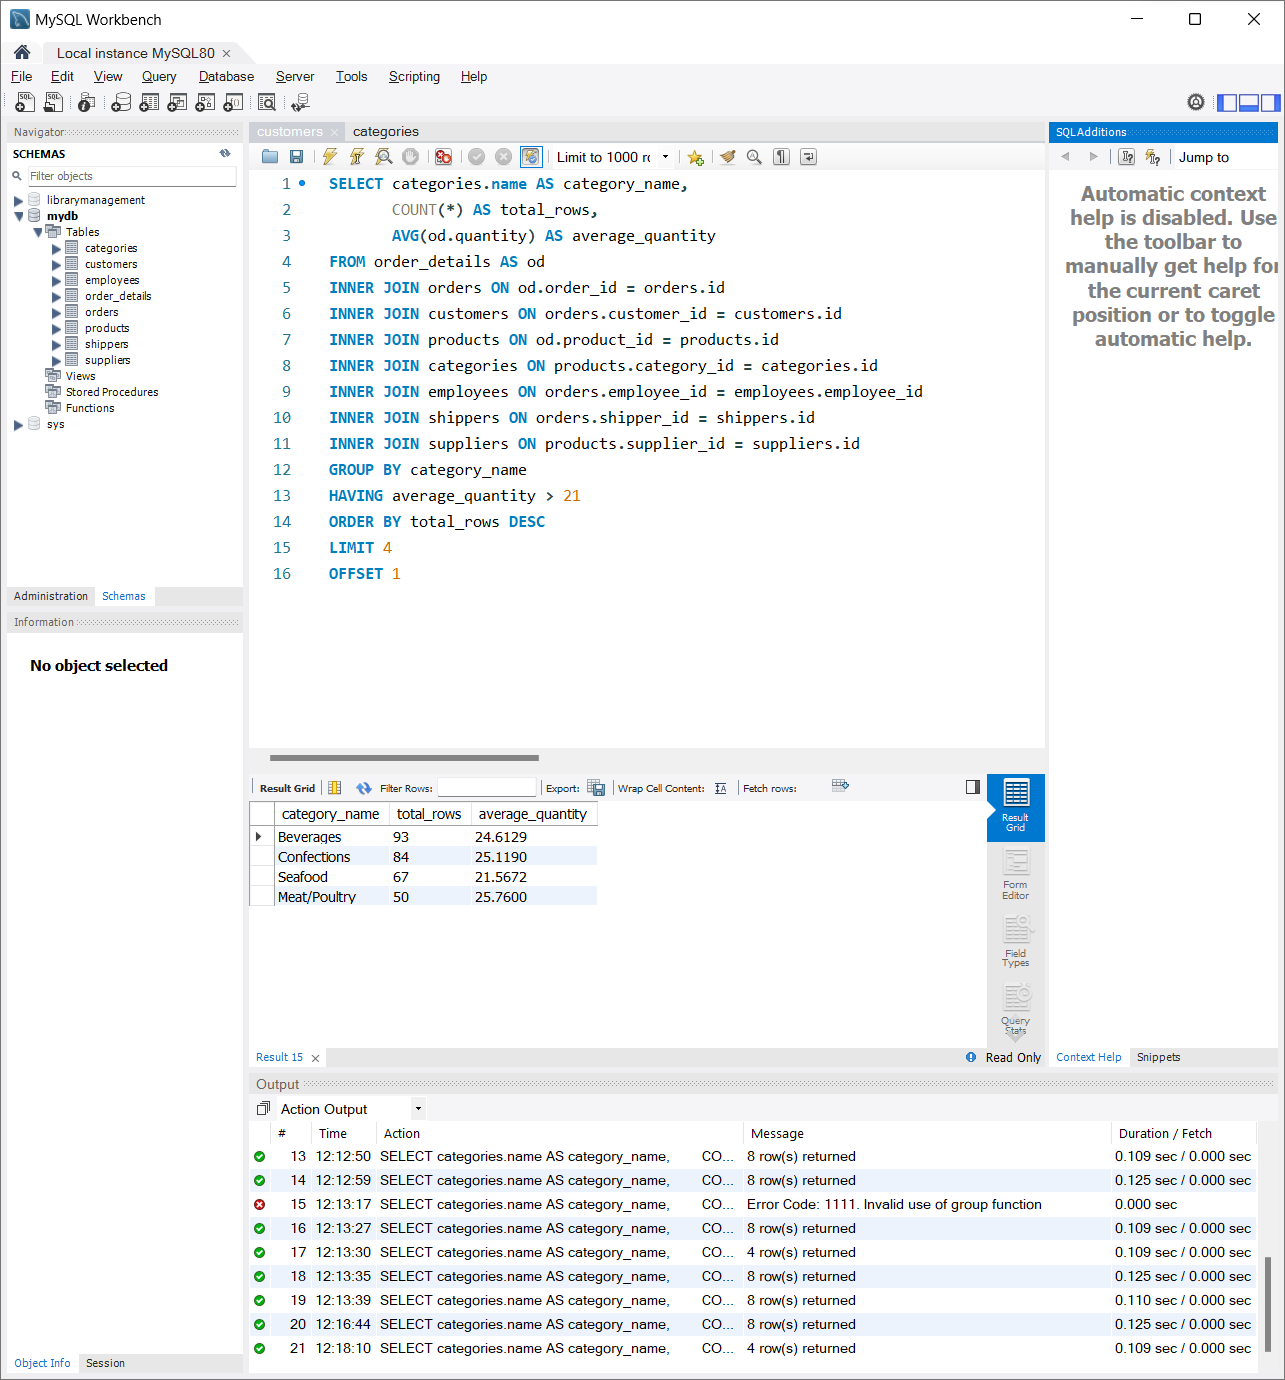 MySQL Workbench
Local instance MySQL80
File Edit View Query Database Server Tools Scripting Help
Navigator
SCHEMAS
Filter objects
librarymanagement
mydb
Tables
categories
customers
employees
order_details
orders
products
shippers
suppliers
Views
Stored Procedures
Functions
sys
Administration Schemas
Information
No object selected
Object Info Session
customers categories
Limit to 1000 r
1 SELECT categories.name AS category_name,
2 COUNT(*) AS total_rows,
3 AVG(od.quantity) AS average_quantity
4 FROM order_details AS od
5 INNER JOIN orders ON od.order_id = orders.id
6 INNER JOIN customers ON orders.customer_id = customers.id
7 INNER JOIN products ON od.product_id = products.id
8 INNER JOIN categories ON products.category_id = categories.id
9 INNER JOIN employees ON orders.employee_id = employees.employee_id
10 INNER JOIN shippers ON orders.shipper_id = shippers.id
11 INNER JOIN suppliers ON products.supplier_id = suppliers.id
12 GROUP BY category_name
13 HAVING average_quantity > 21
14 ORDER BY total_rows DESC
15 LIMIT 4
16 OFFSET 1
SQLAdditions
Jump to
Automatic context
help is disabled. Use
the toolbar to
manually get help for
the current caret
position or to toggle
automatic help.
Result Grid Filter Rows: Export: Wrap Cell Content: Fetch rows:
category_name total_rows average_quantity
Beverages 93 24.6129
Confections 84 25.1190
Seafood 67 21.5672
Meat/Poultry 50 25.7600
Result
Grid
Form
Editor
Field
Types
Query
Stats
Result 15
Read Only
Context Help Snippets
Output
Action Output
# Time Action Message Duration / Fetch
13 12:12:50 SELECT categories.name AS category_name, CO... 8 row(s) returned 0.109 sec / 0.000 sec
14 12:12:59 SELECT categories.name AS category_name, CO... 8 row(s) returned 0.125 sec / 0.000 sec
15 12:13:17 SELECT categories.name AS category_name, CO... Error Code: 1111. Invalid use of group function 0.000 sec
16 12:13:27 SELECT categories.name AS category_name, CO... 8 row(s) returned 0.109 sec / 0.000 sec
17 12:13:30 SELECT categories.name AS category_name, CO... 4 row(s) returned 0.109 sec / 0.000 sec
18 12:13:35 SELECT categories.name AS category_name, CO... 8 row(s) returned 0.125 sec / 0.000 sec
19 12:13:39 SELECT categories.name AS category_name, CO... 8 row(s) returned 0.110 sec / 0.000 sec
20 12:16:44 SELECT categories.name AS category_name, CO... 8 row(s) returned 0.125 sec / 0.000 sec
21 12:18:10 SELECT categories.name AS category_name, CO... 4 row(s) returned 0.109 sec / 0.000 sec